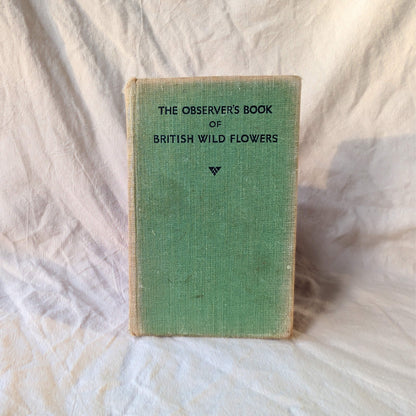 THE OBSERVER'S BOOK
OF
BRITISH WILD FLOWERS